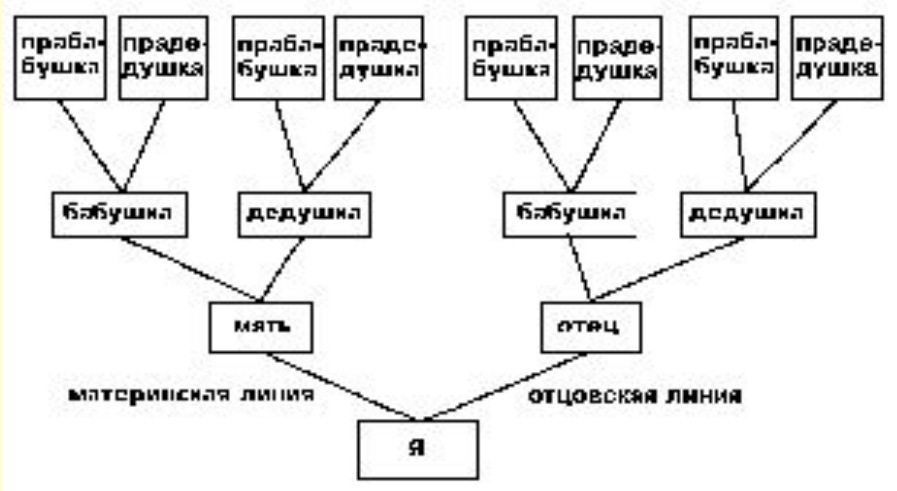 праба-
бушка
праде-
душка
праба-
бушка
праде-
душка
праба-
бушка
праде-
душка
праба-
бушка
праде-
душка
бабушка
дедушка
бабушка
дедушка
мять
отец
материнская линия
отцовская линия
Я